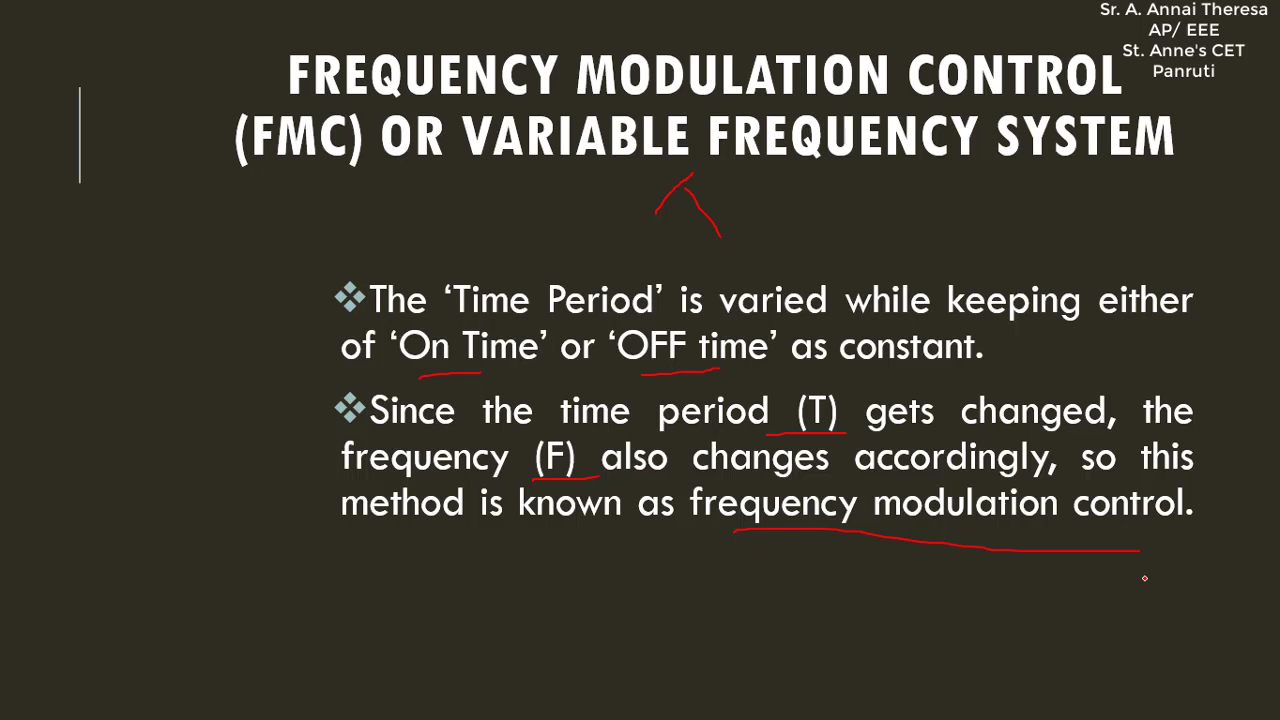 Sr. A. Annai Theresa
AP/ EEE
St. Anne's CET
Panruti
FREQUENCY MODULATION CONTROL
(FMC) OR VARIABLE FREQUENCY SYSTEM
❖The ‘Time Period’ is varied while keeping either
of ‘On Time’ or ‘OFF time’ as constant.
❖Since the time period (T) gets changed, the
frequency (F) also changes accordingly, so this
method is known as frequency modulation control.